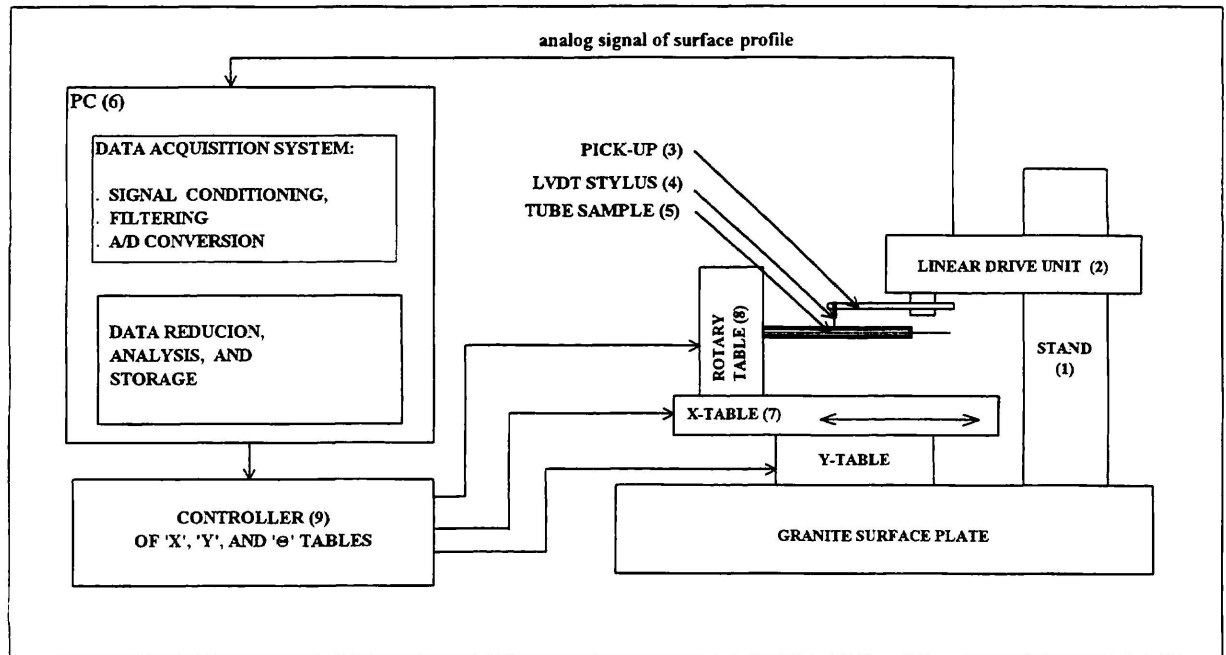 analog signal of surface profile
PC (6)
DATA ACQUISITION SYSTEM:
. SIGNAL CONDITIONING,
. FILTERING
. A/D CONVERSION
DATA REDUCION,
ANALYSIS, AND
STORAGE
CONTROLLER (9)
OF 'X', 'Y', AND 'Θ' TABLES
PICK-UP (3)
LVDT STYLUS (4)
TUBE SAMPLE (5)
LINEAR DRIVE UNIT (2)
ROTARY
TABLE (8)
STAND
(1)
X-TABLE (7)
Y-TABLE
GRANITE SURFACE PLATE